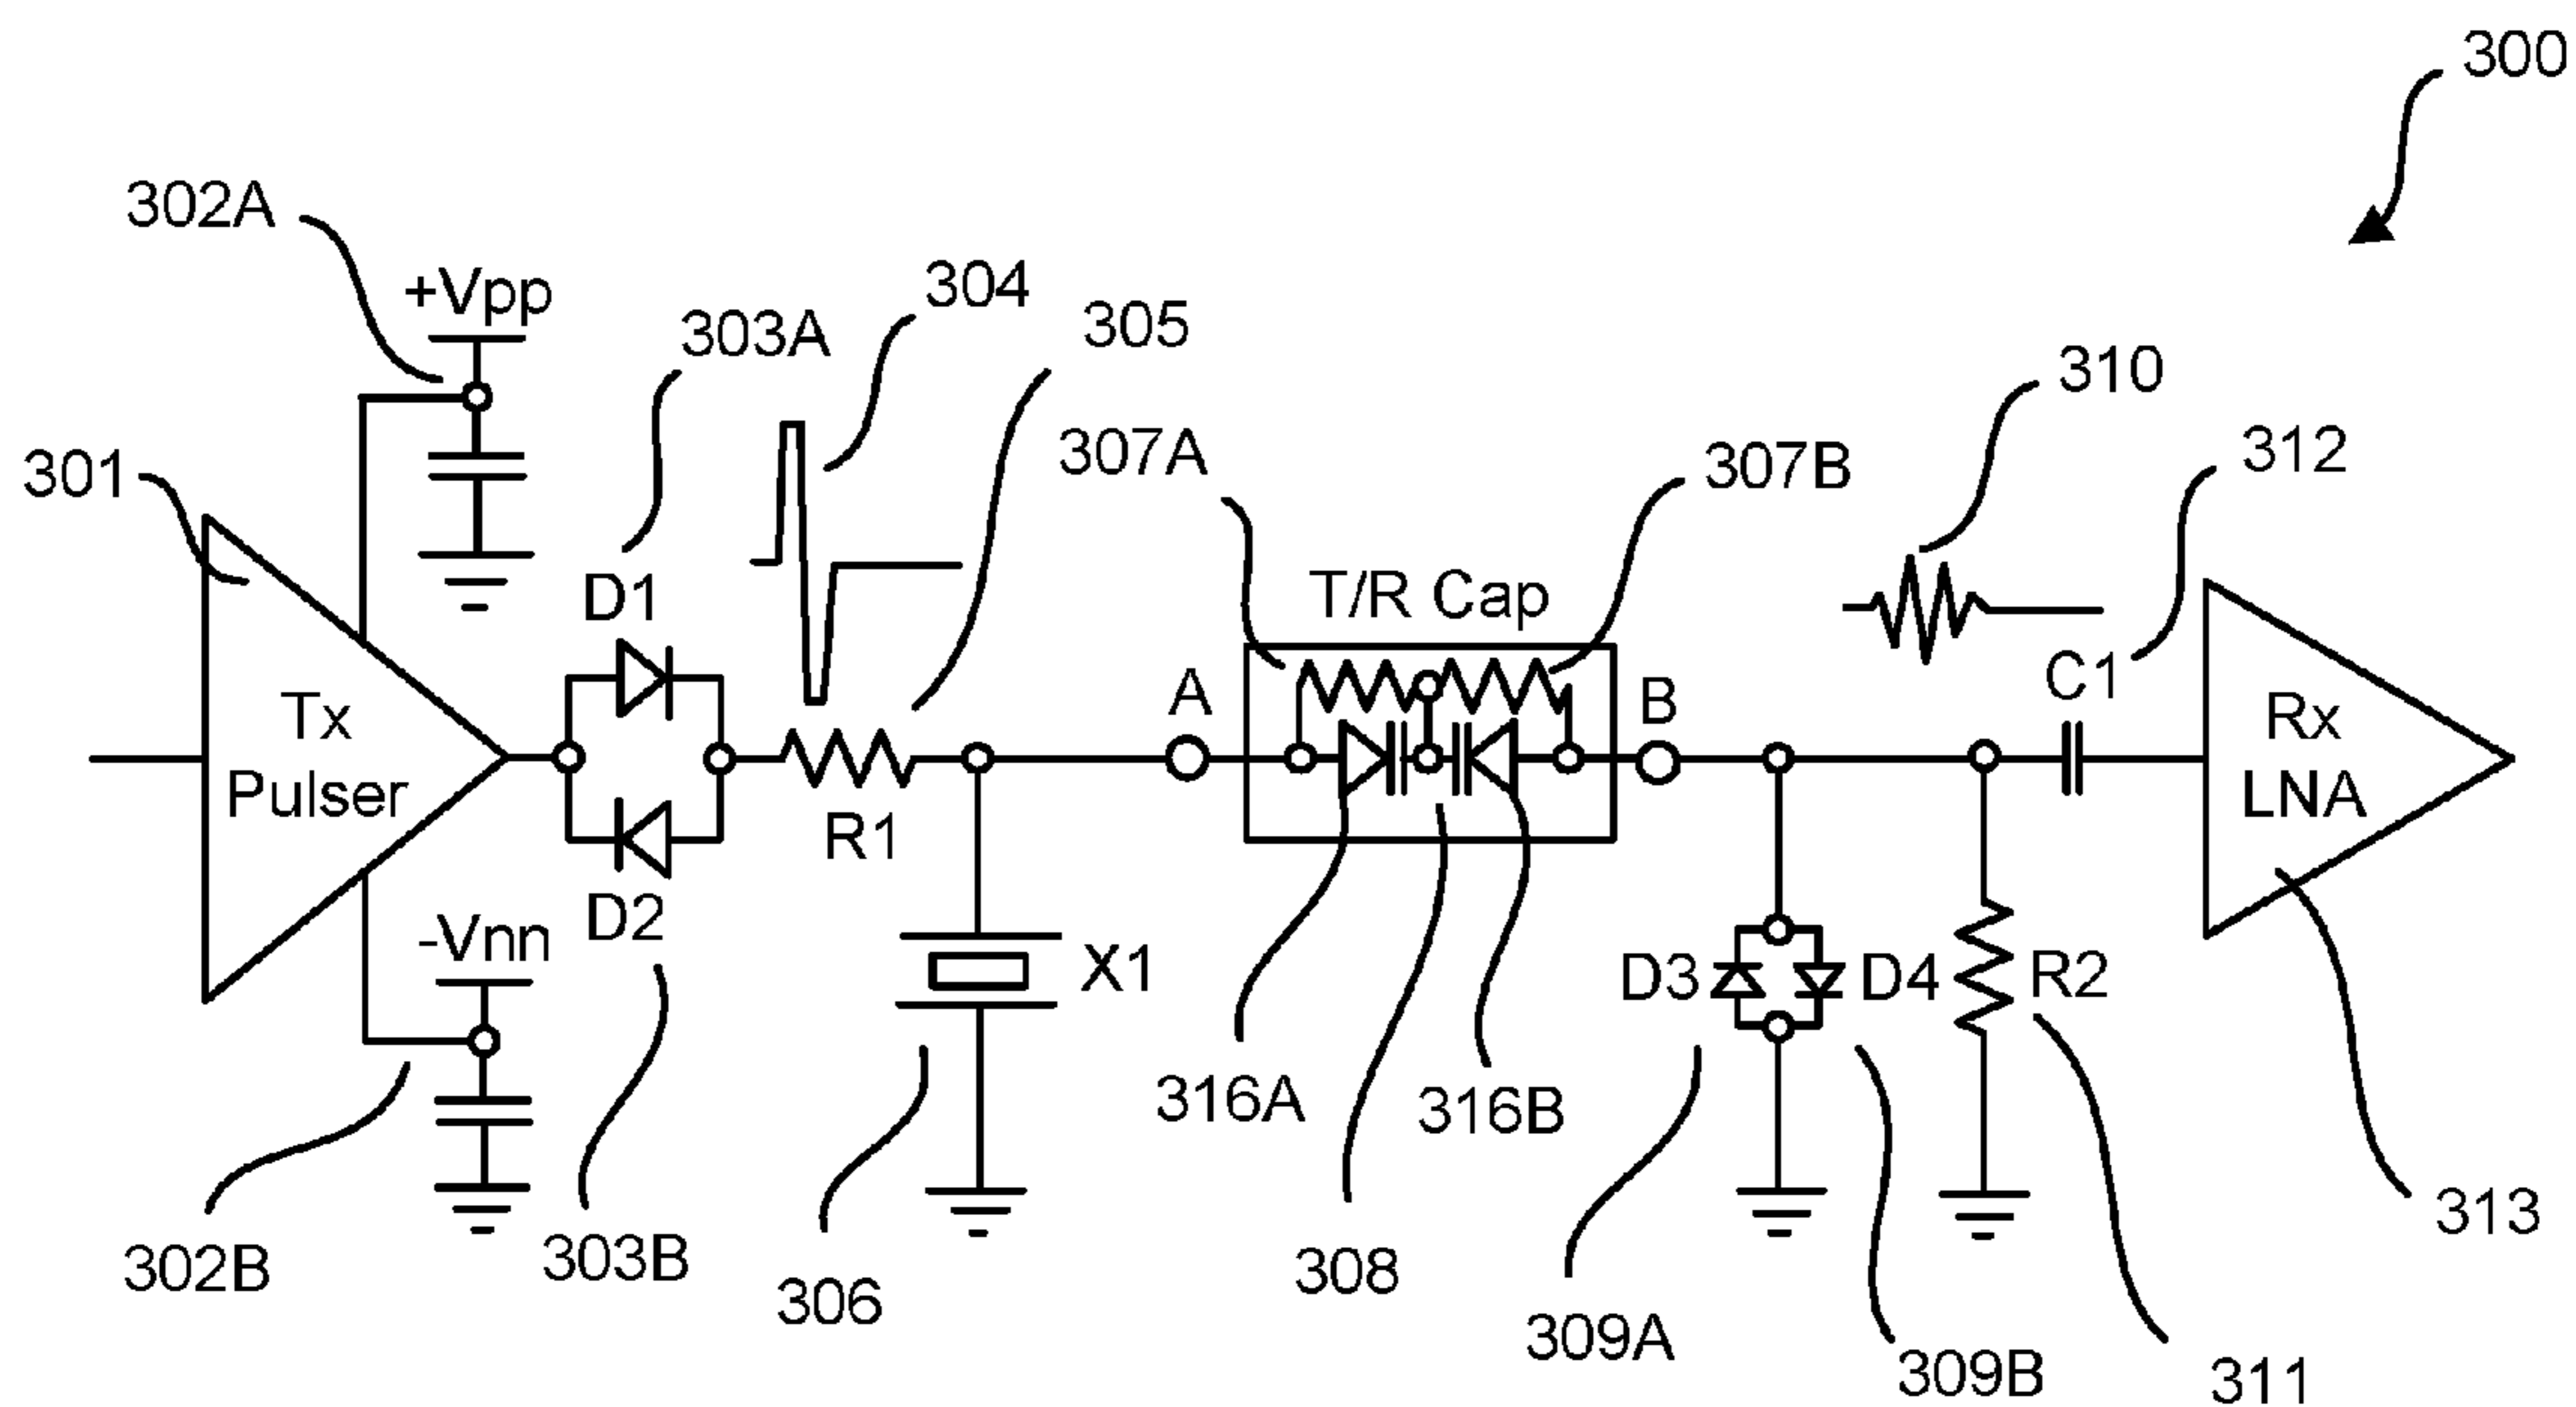 300
302A
+Vpp
303A
304
305
310
307A
307B
312
301
D1
T/R Cap
A
B
C1
Tx
Pulser
R1
Rx
LNA
D2
-Vnn
X1
D3
D4
R2
316A
316B
302B
303B
306
308
309A
309B
311
313